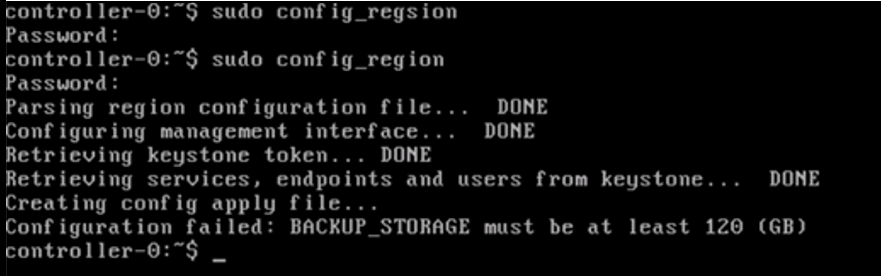 controller-0:~$ sudo config_regsion
Password:
controller-0:~$ sudo config_region
Password:
Parsing region configuration file...  DONE
Configuring management interface...  DONE
Retrieving keystone token... DONE
Retrieving services, endpoints and users from keystone...  DONE
Creating config apply file...
Configuration failed: BACKUP_STORAGE must be at least 120 (GB)
controller-0:~$ _